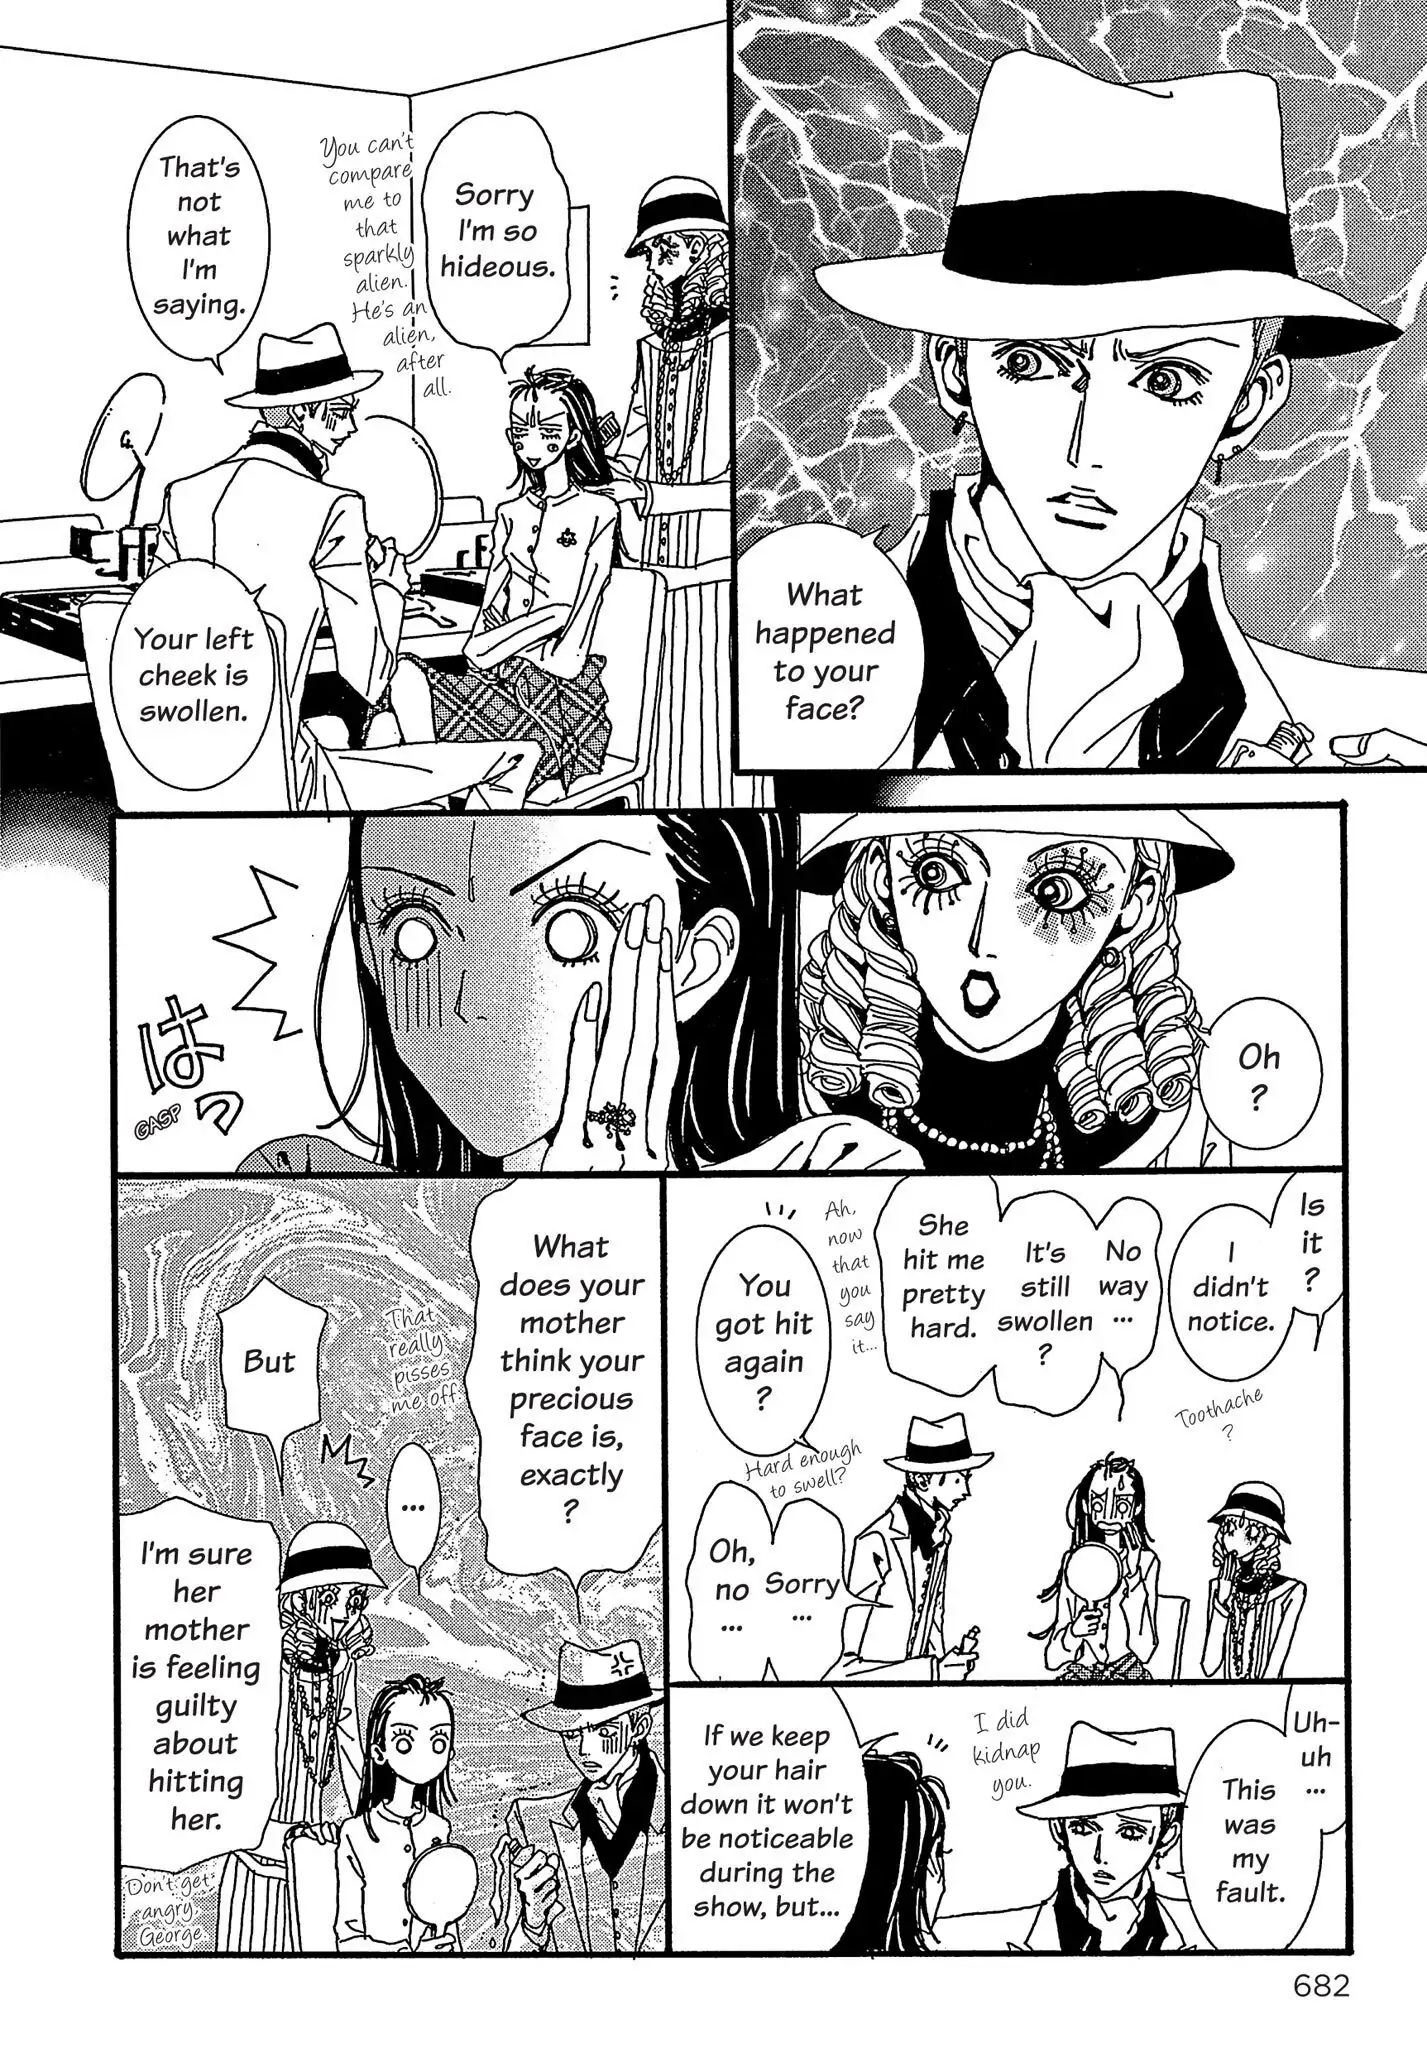 What
happened
to your
face?
Sorry
I'm so
hideous.
You can't
compare
me to
that
sparkly
alien.
He's an
alien,
after
all.
That's
not
what
I'm
saying.
Your left
cheek is
swollen.
Oh
?
はっ
GASP
Is
it
?
I
didn't
notice.
Toothache
?
No
way
...
It's
still
swollen
?
She
hit me
pretty
hard.
Ah,
now
that
you
say
it...
You
got hit
again
?
Hard enough
to swell?
Sorry
...
Oh,
no
...
Uh-
uh
...
This
was
my
fault.
I did
kidnap
you.
If we keep
your hair
down it won't
be noticeable
during the
show, but...
What
does your
mother
think your
precious
face is,
exactly
?
That
really
pisses
me off.
...
But
I'm sure
her
mother
is feeling
guilty
about
hitting
her.
Don't get
angry
George
682